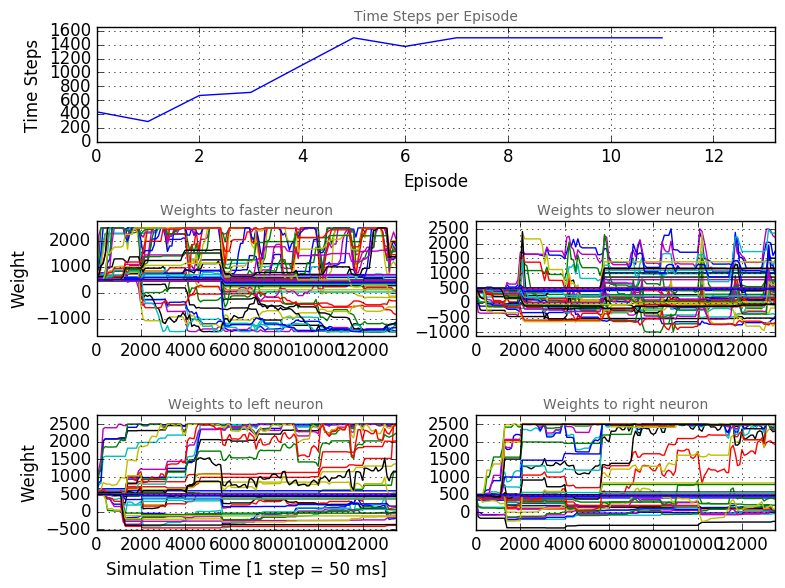 Time Steps per Episode
1600
1400
1200
1000
800
600
400
200
0
Time Steps
0 2 4 6 8 10 12
Episode
Weights to faster neuron
2000
1000
0
−1000
Weight
0 2000 4000 6000 8000 10000 12000
Weights to slower neuron
2500
2000
1500
1000
500
0
−500
−1000
0 2000 4000 6000 8000 10000 12000
Weights to left neuron
2500
2000
1500
1000
500
0
−500
Weight
0 2000 4000 6000 8000 10000 12000
Simulation Time [1 step = 50 ms]
Weights to right neuron
2500
2000
1500
1000
500
0
0 2000 4000 6000 8000 10000 12000